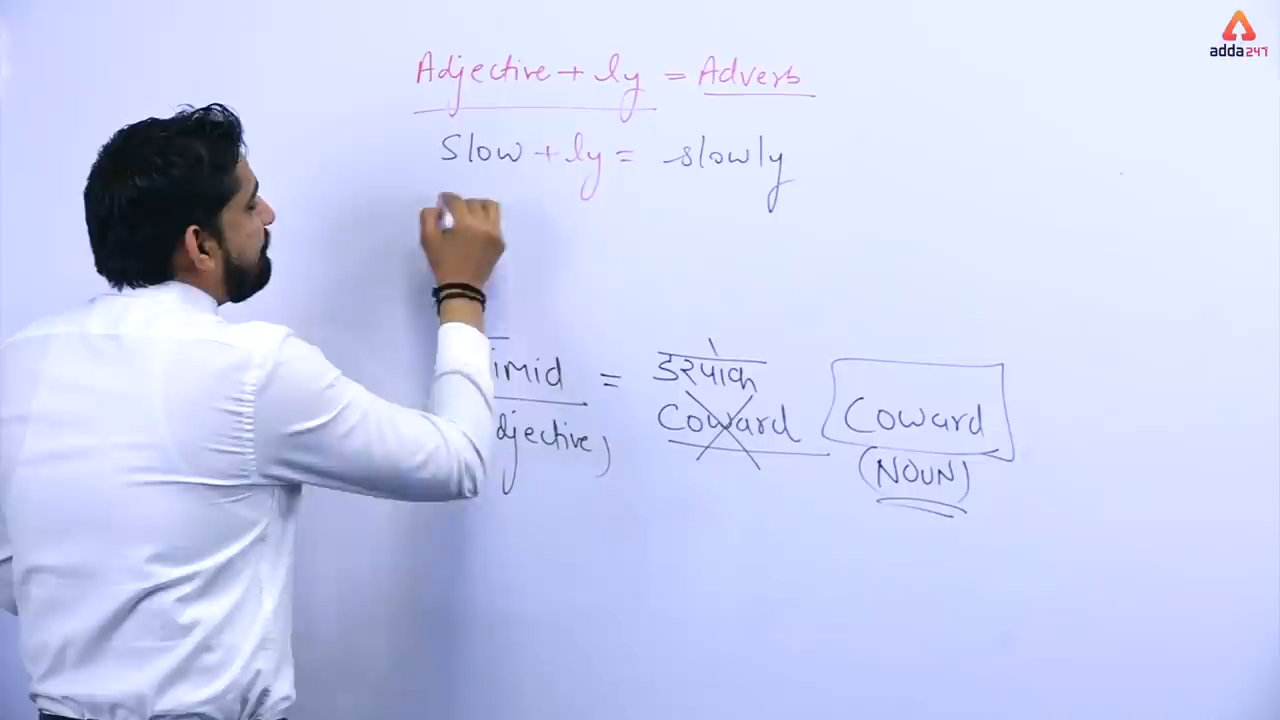 adda247
Adjective + ly = Adverb
Slow + ly = slowly
imid = डरपोक
djective) Coward Coward
(NOUN)